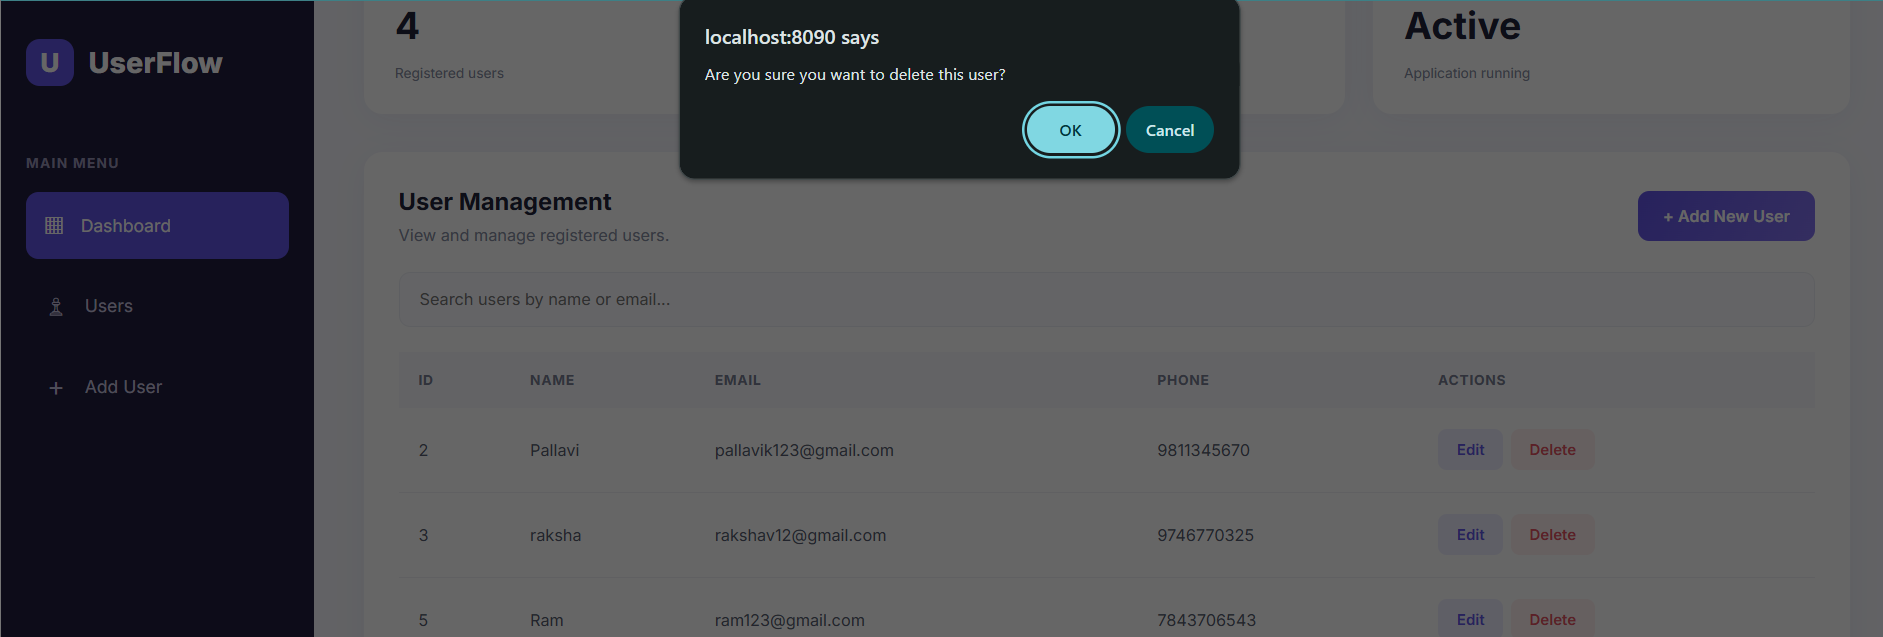 localhost:8090 says
Are you sure you want to delete this user?
OK Cancel
U UserFlow
MAIN MENU
Dashboard
Users
+ Add User
4
Registered users
Active
Application running
User Management
View and manage registered users.
+ Add New User
Search users by name or email...
ID NAME EMAIL PHONE ACTIONS
2 Pallavi pallavik123@gmail.com 9811345670 Edit Delete
3 raksha rakshav12@gmail.com 9746770325 Edit Delete
5 Ram ram123@gmail.com 7843706543 Edit Delete